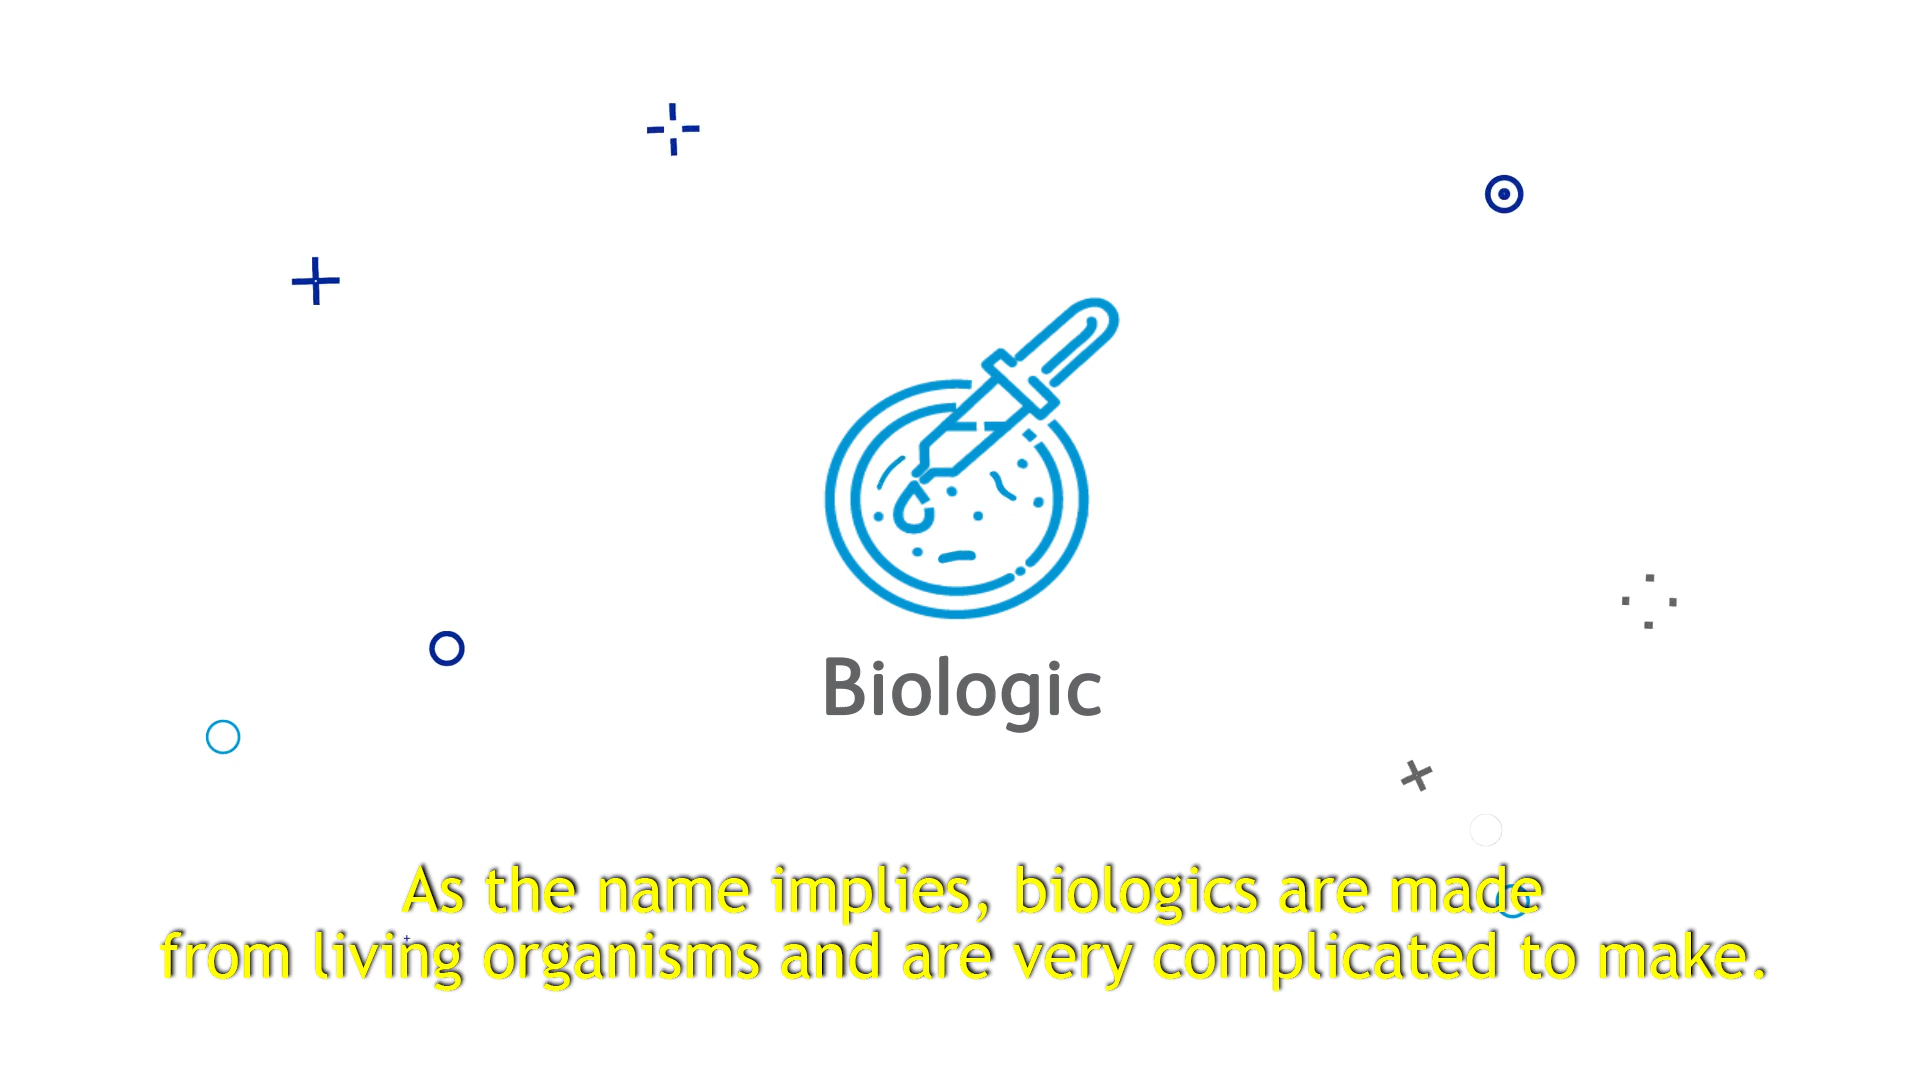 Biologic
As the name implies, biologics are made
from living organisms and are very complicated to make.